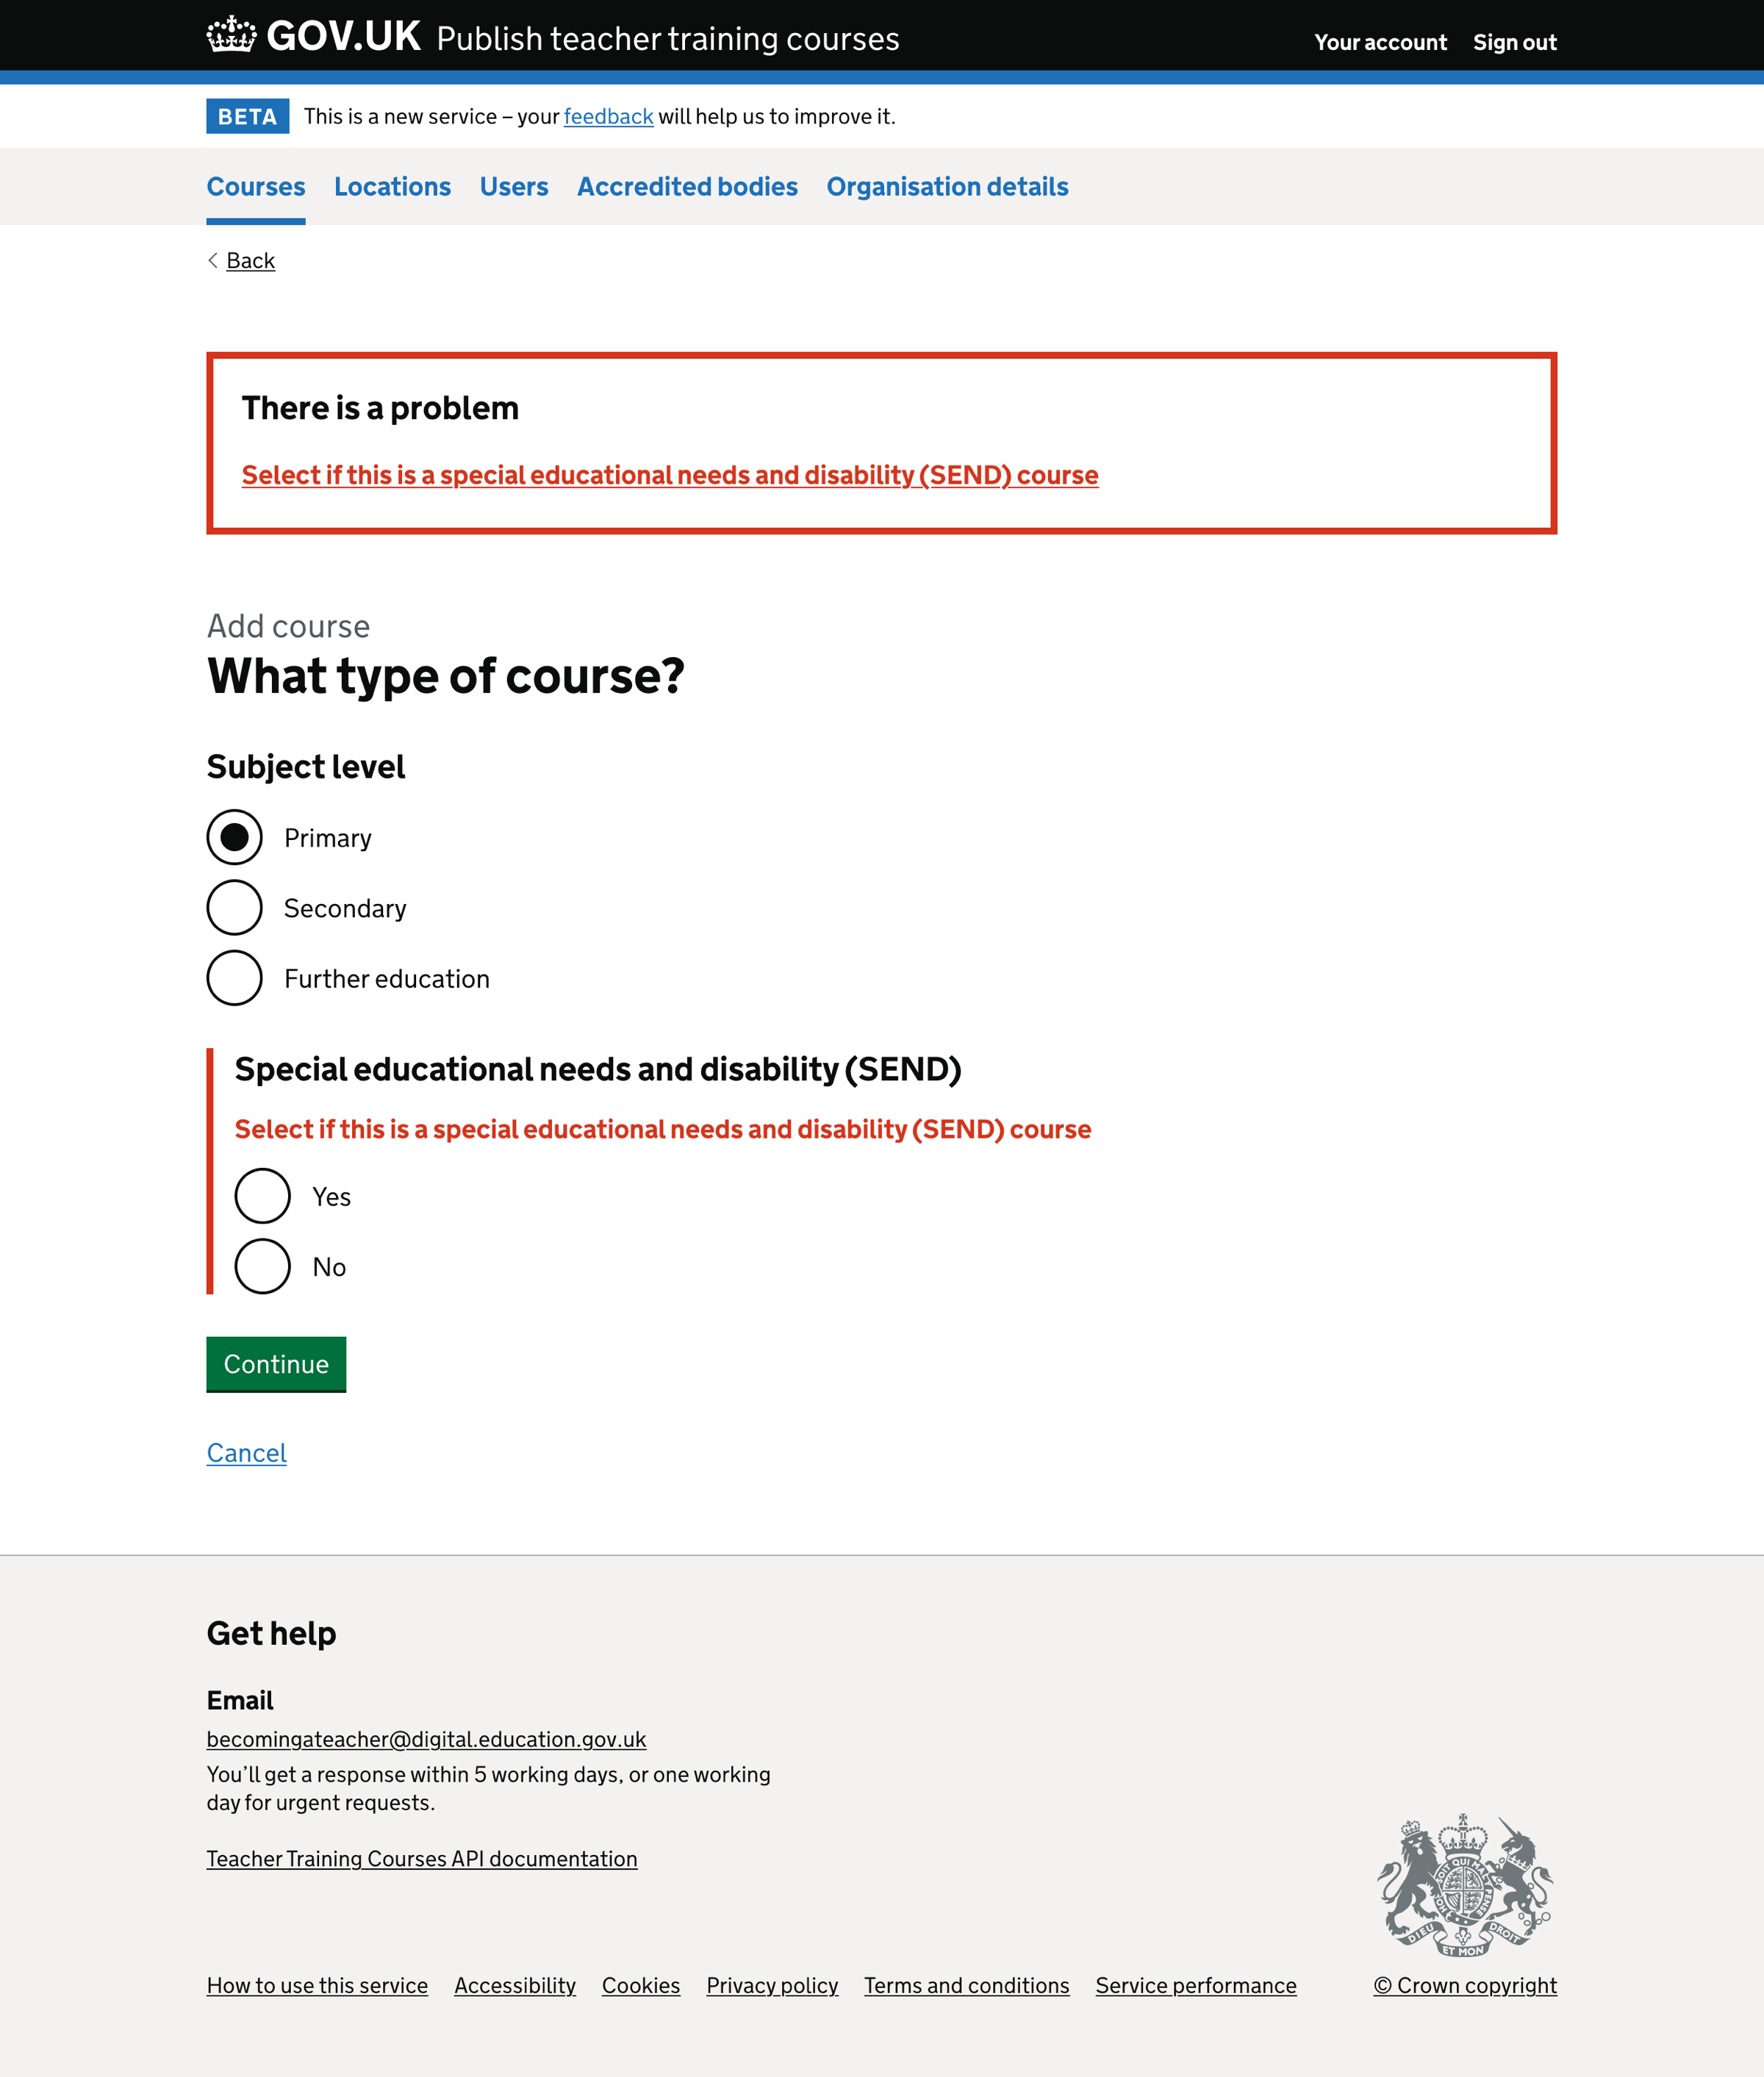 GOV.UK Publish teacher training courses Your account Sign out
BETA This is a new service – your feedback will help us to improve it.
Courses Locations Users Accredited bodies Organisation details
Back
There is a problem
Select if this is a special educational needs and disability (SEND) course
Add course
What type of course?
Subject level
Primary
Secondary
Further education
Special educational needs and disability (SEND)
Select if this is a special educational needs and disability (SEND) course
Yes
No
Continue
Cancel
Get help
Email
becomingateacher@digital.education.gov.uk
You’ll get a response within 5 working days, or one working
day for urgent requests.
Teacher Training Courses API documentation
DIEU ET MON DROIT
How to use this service Accessibility Cookies Privacy policy Terms and conditions Service performance © Crown copyright